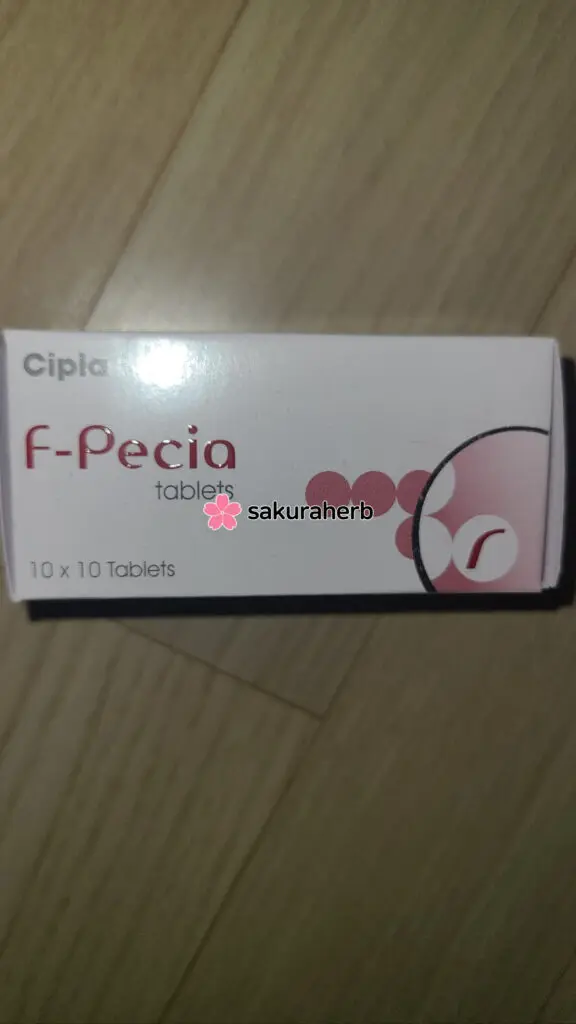 Cipla
F-Pecia
tablets
sakuraherb
10 x 10 Tablets